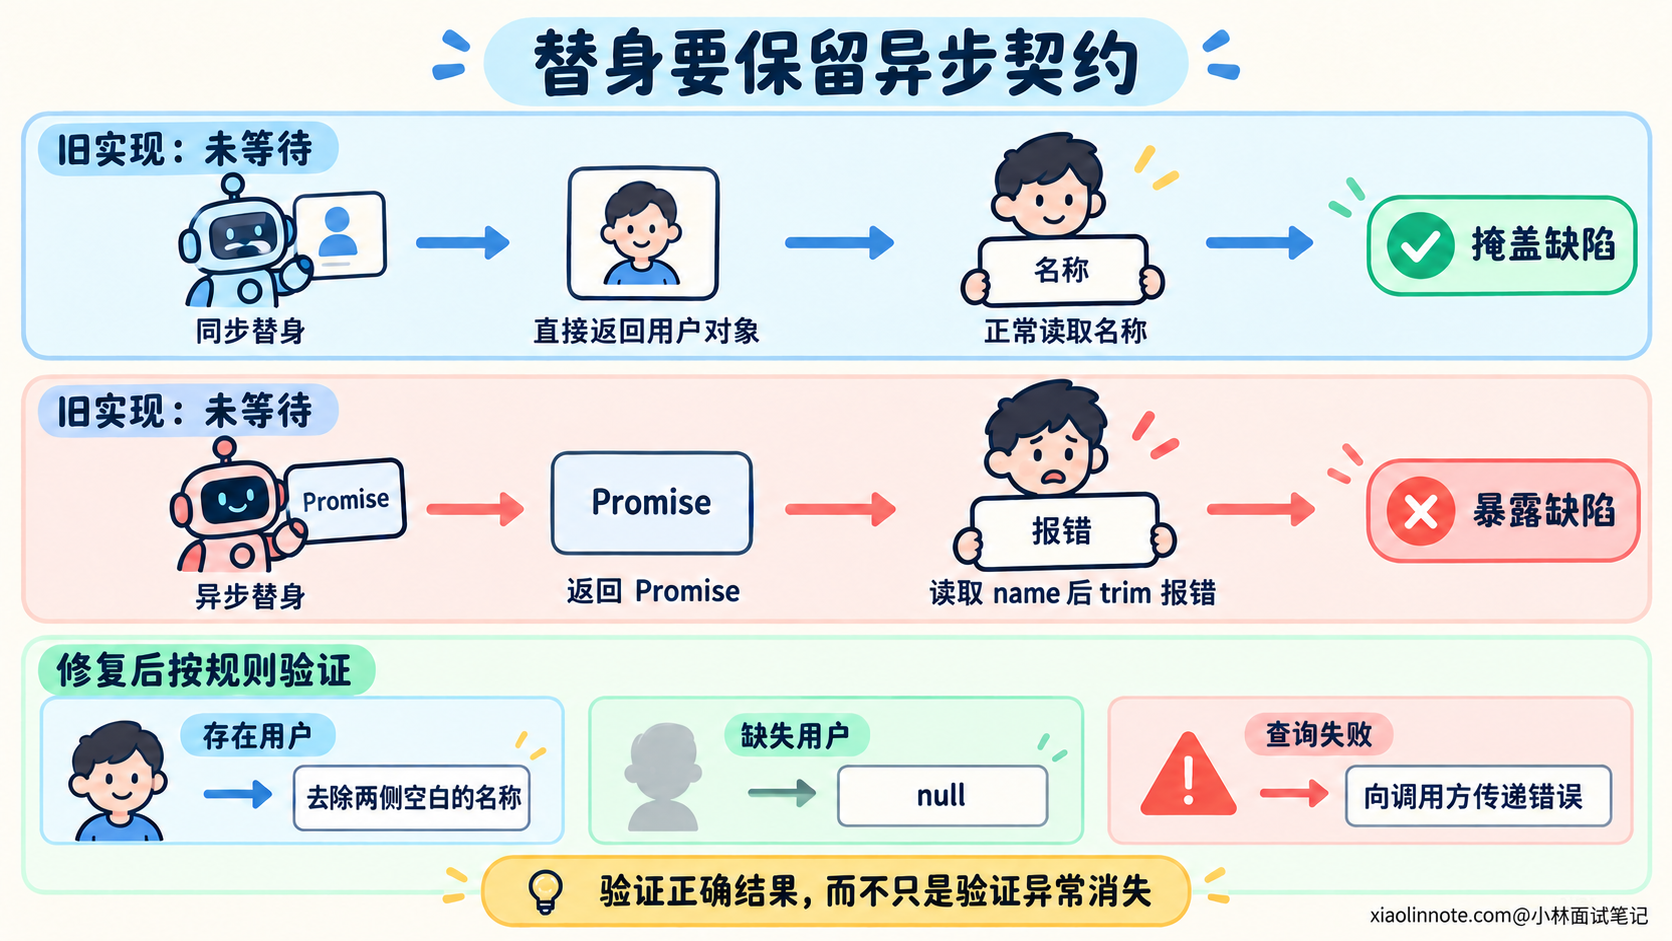 替身要保留异步契约
旧实现：未等待
同步替身
直接返回用户对象
名称
正常读取名称
掩盖缺陷
旧实现：未等待
Promise
异步替身
Promise
返回 Promise
报错
读取 name 后 trim 报错
暴露缺陷
修复后按规则验证
存在用户
去除两侧空白的名称
缺失用户
null
查询失败
向调用方传递错误
验证正确结果，而不只是验证异常消失
xiaolinnote.com@小林面试笔记